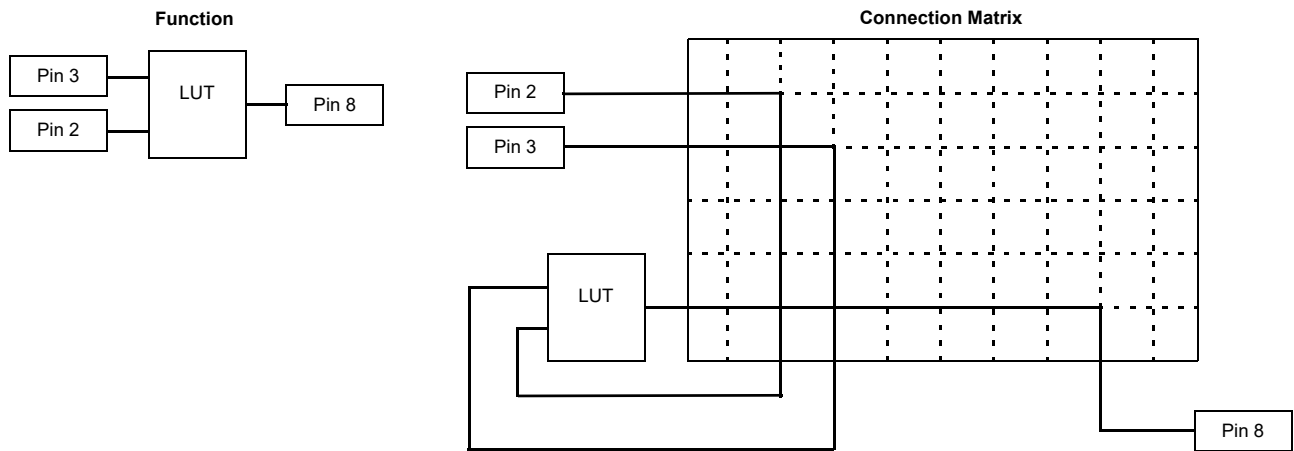 Function
Pin 3
Pin 2
LUT
Pin 8
Connection Matrix
Pin 2
Pin 3
LUT
Pin 8